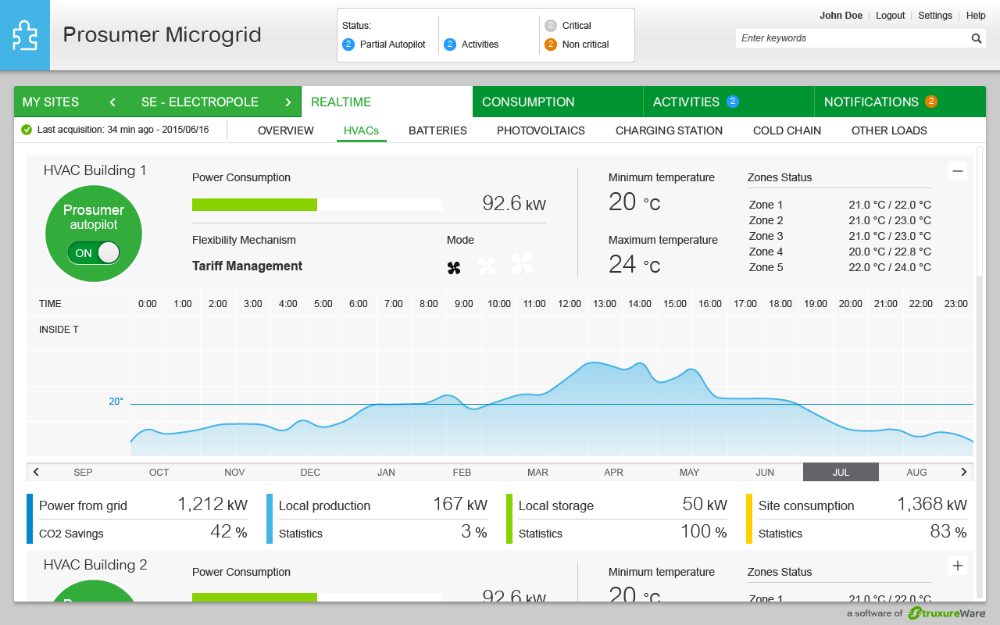 Prosumer Microgrid
Status:
2 Partial Autopilot
2 Activities
2 Critical
2 Non critical
John Doe | Logout | Settings | Help
Enter keywords
MY SITES < SE - ELECTROPOLE > REALTIME CONSUMPTION ACTIVITIES 2 NOTIFICATIONS 2
Last acquisition: 34 min ago - 2015/06/16 OVERVIEW HVACs BATTERIES PHOTOVOLTAICS CHARGING STATION COLD CHAIN OTHER LOADS
HVAC Building 1
Prosumer
autopilot
ON
Power Consumption
92.6 kW
Flexibility Mechanism
Tariff Management
Mode
Minimum temperature
20 °C
Maximum temperature
24 °C
Zones Status
Zone 1 21.0 °C / 22.0 °C
Zone 2 21.0 °C / 23.0 °C
Zone 3 21.0 °C / 23.0 °C
Zone 4 20.0 °C / 22.8 °C
Zone 5 22.0 °C / 24.0 °C
TIME 0:00 1:00 2:00 3:00 4:00 5:00 6:00 7:00 8:00 9:00 10:00 11:00 12:00 13:00 14:00 15:00 16:00 17:00 18:00 19:00 20:00 21:00 22:00 23:00
INSIDE T
20°
SEP OCT NOV DEC JAN FEB MAR APR MAY JUN JUL AUG
Power from grid 1,212 kW
CO2 Savings 42 %
Local production 167 kW
Statistics 3 %
Local storage 50 kW
Statistics 100 %
Site consumption 1,368 kW
Statistics 83 %
HVAC Building 2
Prosumer
Power Consumption
92.6 kW
Minimum temperature
20 °C
Zones Status
Zone 1 21.0 °C / 22.0 °C
a software of StruxureWare